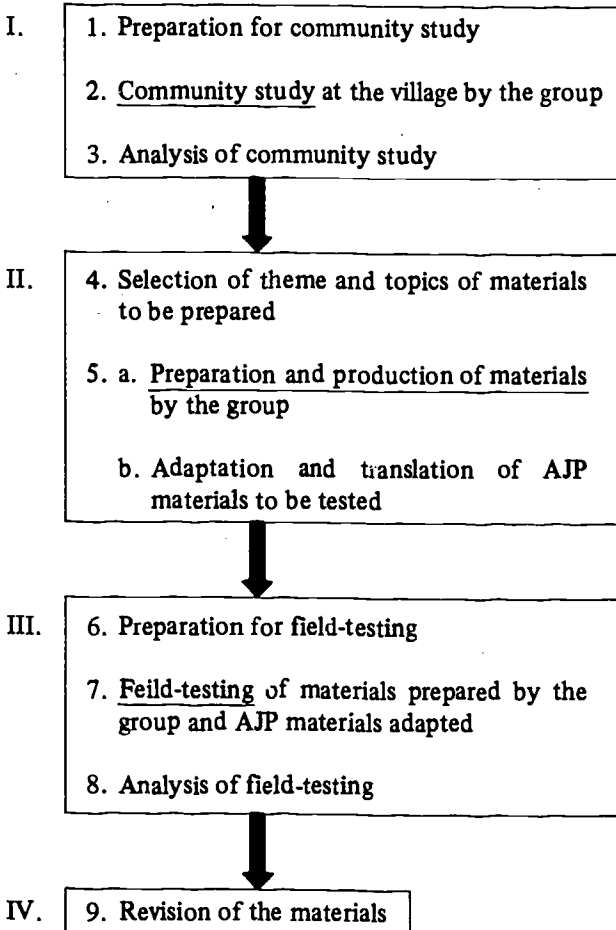 I. 1. Preparation for community study
2. Community study at the village by the group
3. Analysis of community study
II. 4. Selection of theme and topics of materials
to be prepared
5. a. Preparation and production of materials
by the group
b. Adaptation and translation of AJP
materials to be tested
III. 6. Preparation for field-testing
7. Feild-testing of materials prepared by the
group and AJP materials adapted
8. Analysis of field-testing
IV. 9. Revision of the materials